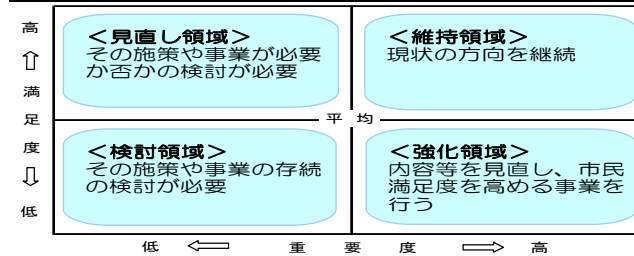 高
⇧
満
足
度
⇩
低
＜見直し領域＞
その施策や事業が必要
か否かの検討が必要
＜維持領域＞
現状の方向を継続
平　均
＜検討領域＞
その施策や事業の存続
の検討が必要
＜強化領域＞
内容等を見直し、市民
満足度を高める事業を
行う
低　⇦　重　要　度　⇨　高